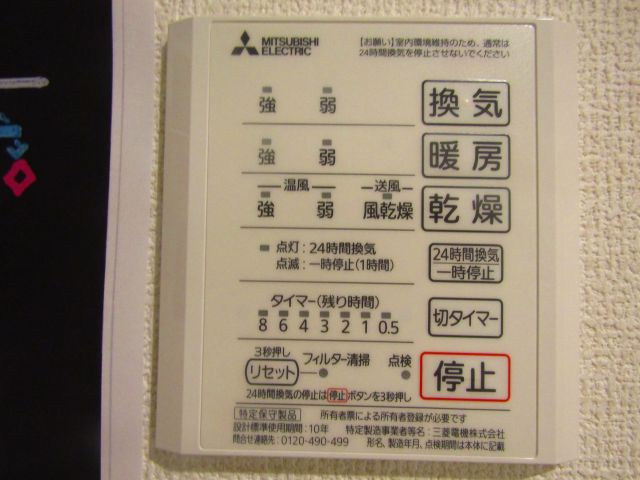 MITSUBISHI
ELECTRIC
【お願い】室内環境維持のため、通常は
24時間換気を停止させないでください
強 弱 換気
強 弱 暖房
温風 送風
強 弱 風乾燥 乾燥
点灯:24時間換気
点滅:一時停止(1時間)
24時間換気
一時停止
タイマー(残り時間)
8 6 4 3 2 1 0.5
切タイマー
3秒押し
リセット フィルター清掃 点検
停止
24時間換気の停止は停止ボタンを3秒押し
特定保守製品 所有者票による所有者登録が必要です
設計標準使用期間:10年 特定製造事業者等名:三菱電機株式会社
問合せ連絡先:0120-490-499 形名、製造年月、点検期間は本体に記載